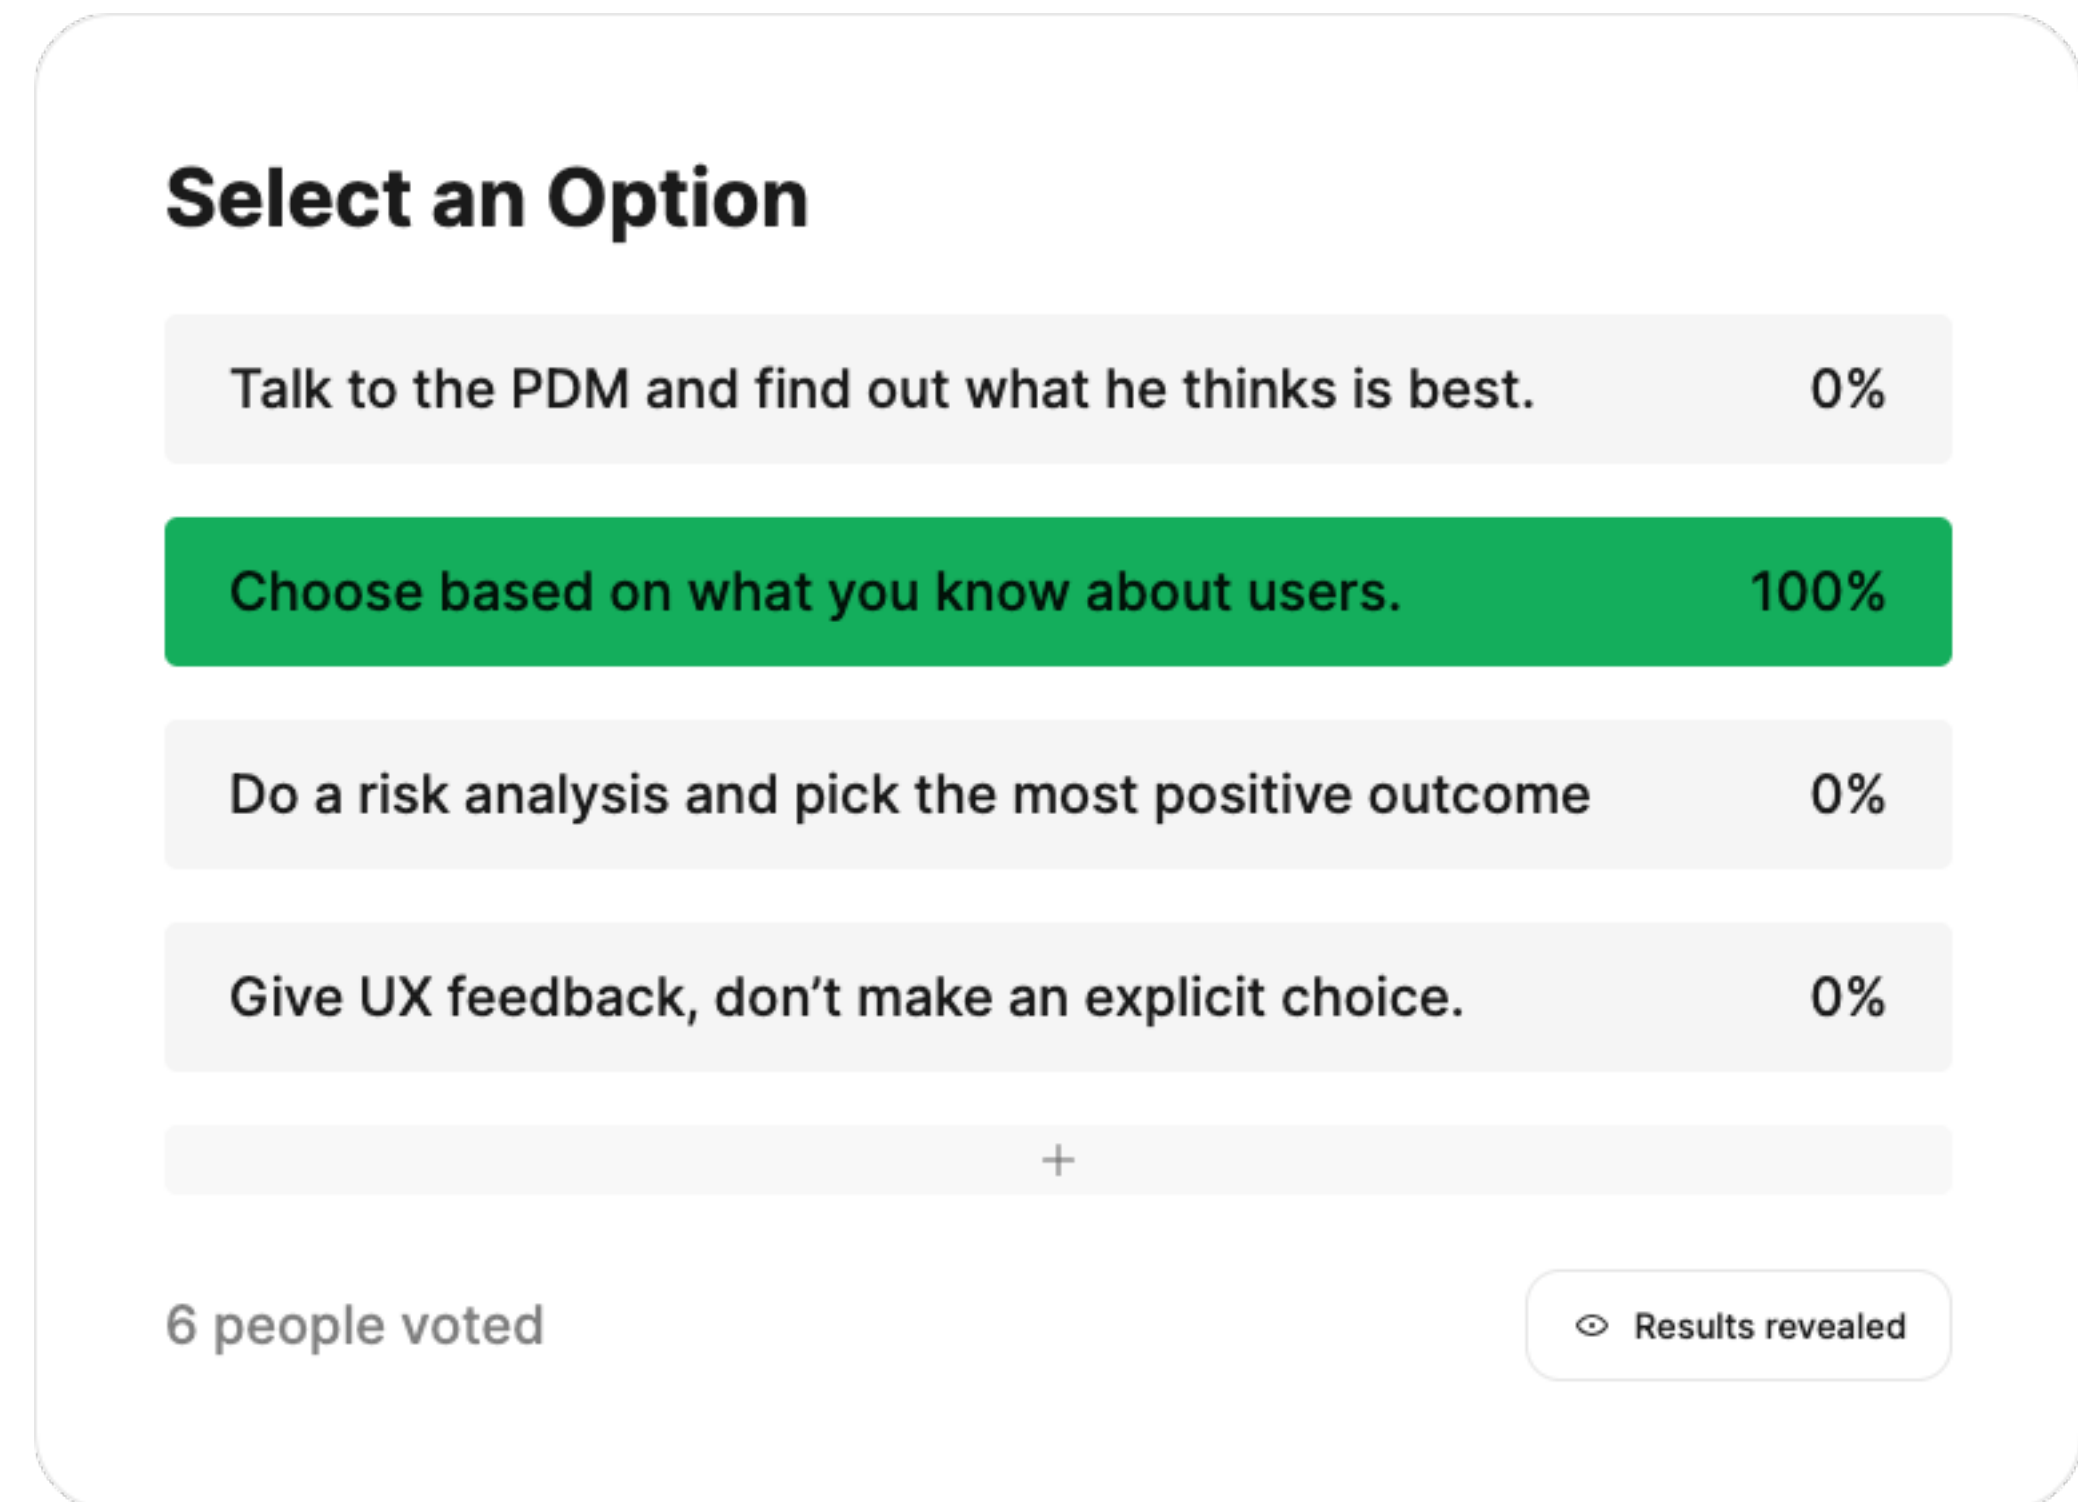 Select an Option
Talk to the PDM and find out what he thinks is best. 0%
Choose based on what you know about users. 100%
Do a risk analysis and pick the most positive outcome 0%
Give UX feedback, don’t make an explicit choice. 0%
+
6 people voted Results revealed